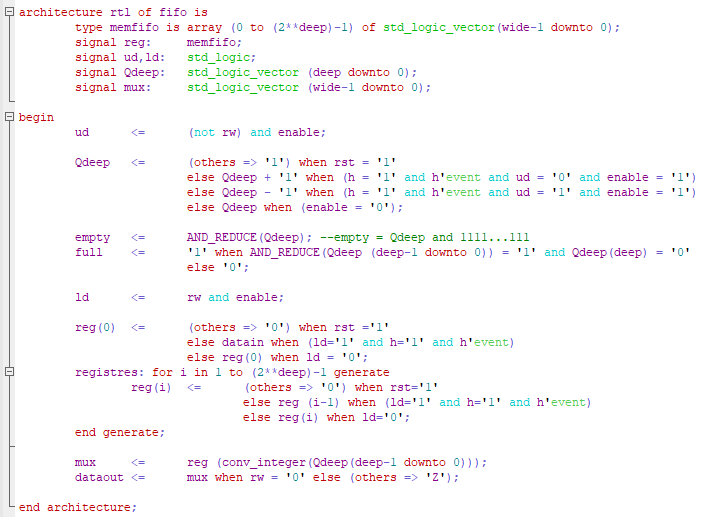 architecture rtl of fifo is
type memfifo is array (0 to (2**deep)-1) of std_logic_vector(wide-1 downto 0);
signal reg: memfifo;
signal ud,ld: std_logic;
signal Qdeep: std_logic_vector (deep downto 0);
signal mux: std_logic_vector (wide-1 downto 0);
begin
ud <= (not rw) and enable;
Qdeep <= (others => '1') when rst = '1'
else Qdeep + '1' when (h = '1' and h'event and ud = '0' and enable = '1')
else Qdeep - '1' when (h = '1' and h'event and ud = '1' and enable = '1')
else Qdeep when (enable = '0');
empty <= AND_REDUCE(Qdeep); --empty = Qdeep and 1111...111
full <= '1' when AND_REDUCE(Qdeep (deep-1 downto 0)) = '1' and Qdeep(deep) = '0'
else '0';
ld <= rw and enable;
reg(0) <= (others => '0') when rst ='1'
else datain when (ld='1' and h='1' and h'event)
else reg(0) when ld = '0';
registres: for i in 1 to (2**deep)-1 generate
reg(i) <= (others => '0') when rst='1'
else reg (i-1) when (ld='1' and h='1' and h'event)
else reg(i) when ld='0';
end generate;
mux <= reg (conv_integer(Qdeep(deep-1 downto 0)));
dataout <= mux when rw = '0' else (others => 'Z');
end architecture;